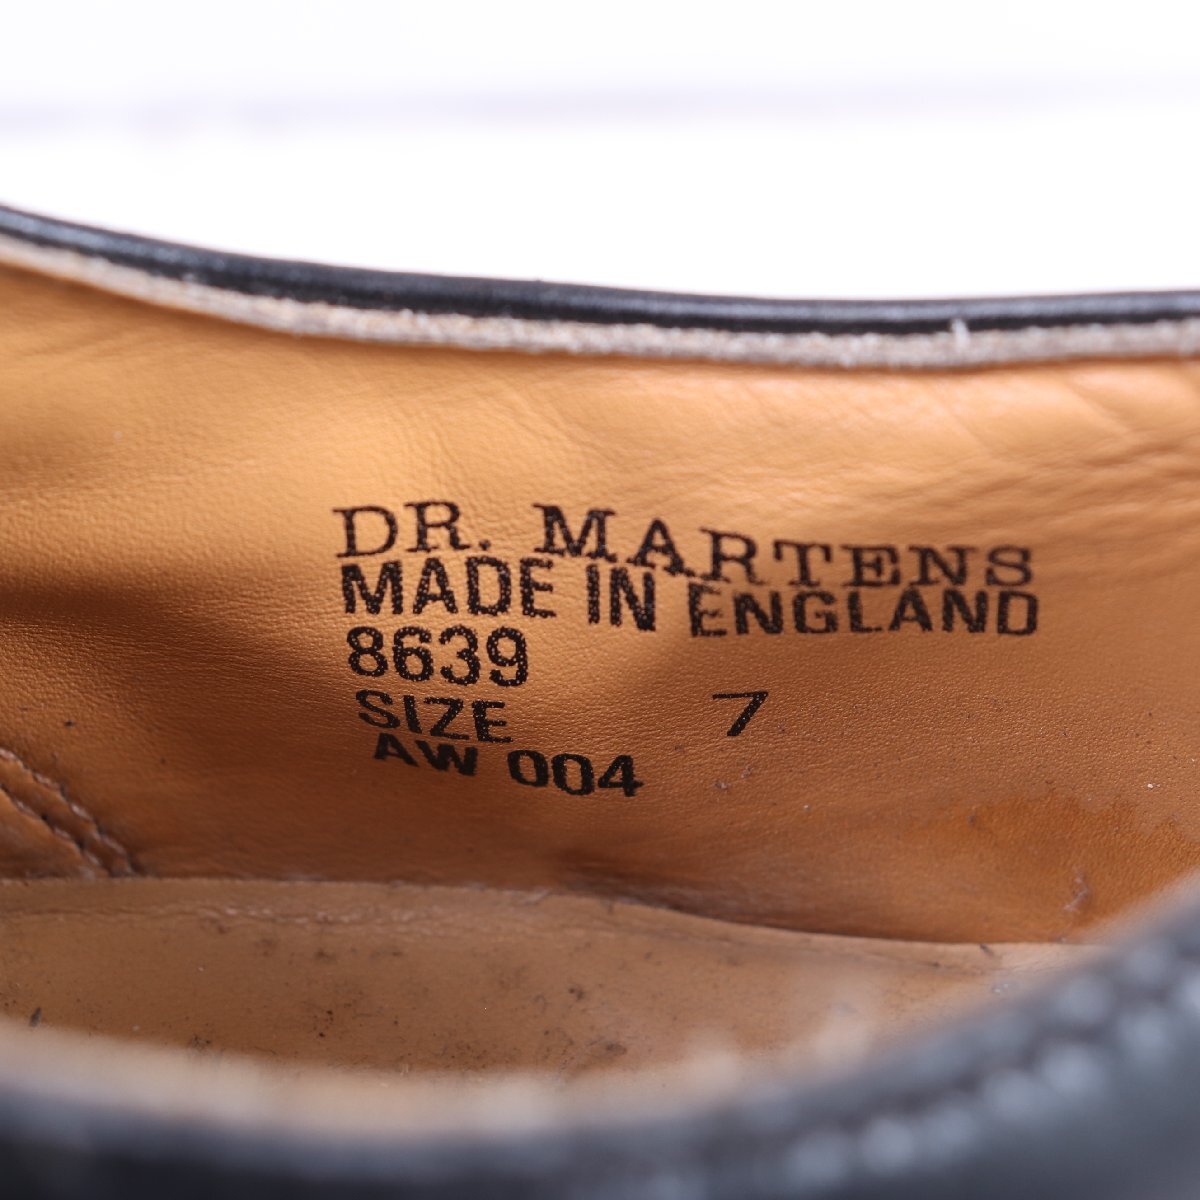 DR. MARTENS
MADE IN ENGLAND
8639
SIZE 7
AW 004